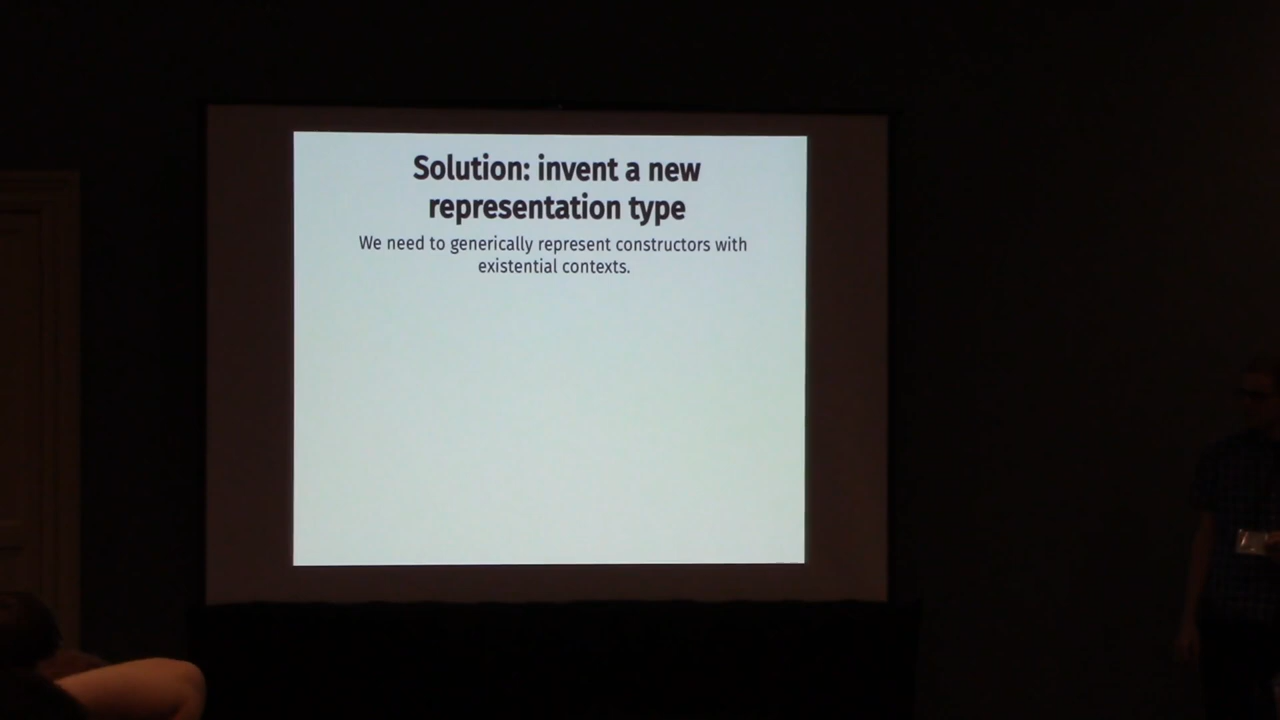 Solution: invent a new
representation type
We need to generically represent constructors with
existential contexts.